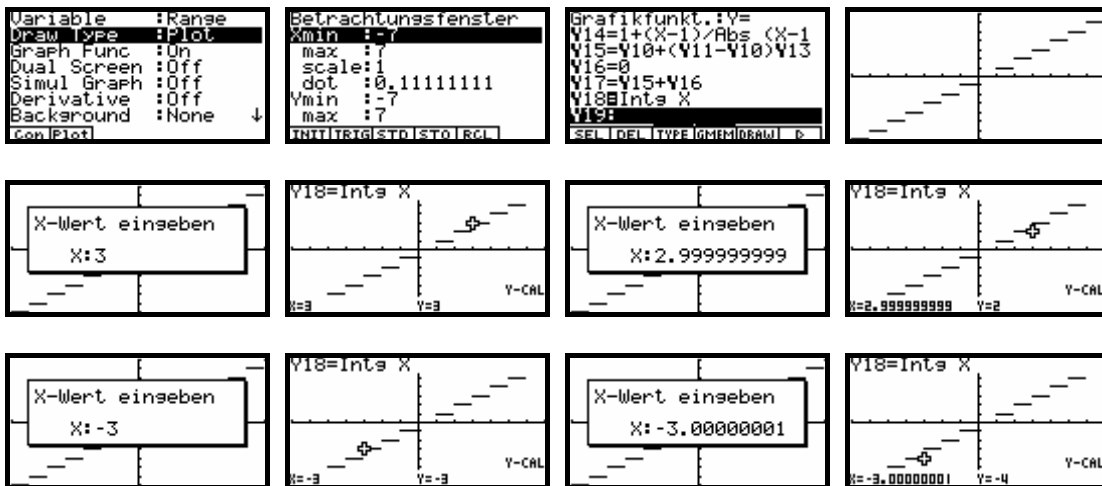 Variable :Range
Draw Type :Plot
Graph Func :On
Dual Screen :Off
Simul Graph :Off
Derivative :Off
Background :None ↓
Con Plot
Betrachtungsfenster
Xmin :-7
max :7
scale:1
dot :0.11111111
Ymin :-7
max :7
INIT TRIG STD STO RCL
Grafikfunkt.:Y=
Y14=1+(X-1)/Abs (X-1
Y15=Y10+(Y11-Y10)Y13
Y16=0
Y17=Y15+Y16
Y18=Intg X
Y19:
SEL DEL TYPE GMEM DRAW ▷
X-Wert eingeben
X:3
Y18=Intg X
Y-CAL
X=3 Y=3
X-Wert eingeben
X:2.999999999
Y18=Intg X
Y-CAL
X=2.999999999 Y=2
X-Wert eingeben
X:-3
Y18=Intg X
Y-CAL
X=-3 Y=-3
X-Wert eingeben
X:-3.00000001
Y18=Intg X
Y-CAL
X=-3.00000001 Y=-4